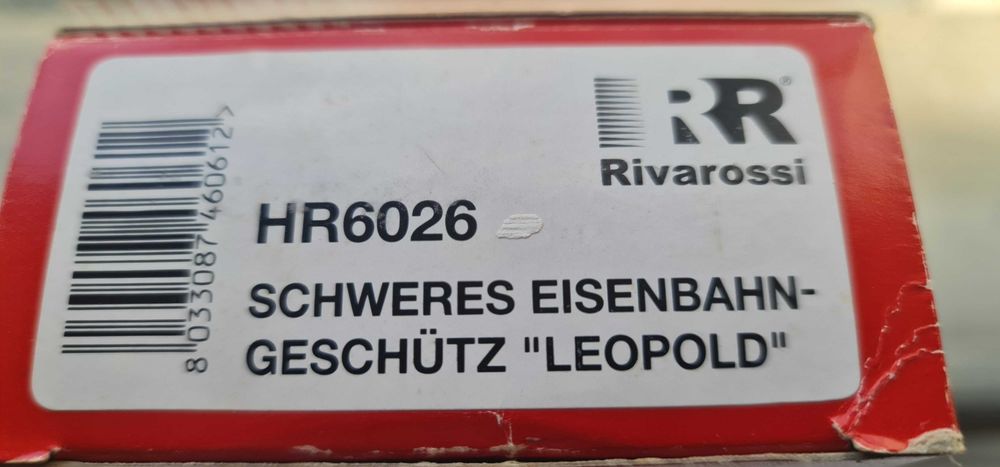 RR®
Rivarossi
HR6026
SCHWERES EISENBAHN-
GESCHÜTZ "LEOPOLD"
8 033087 460612 >